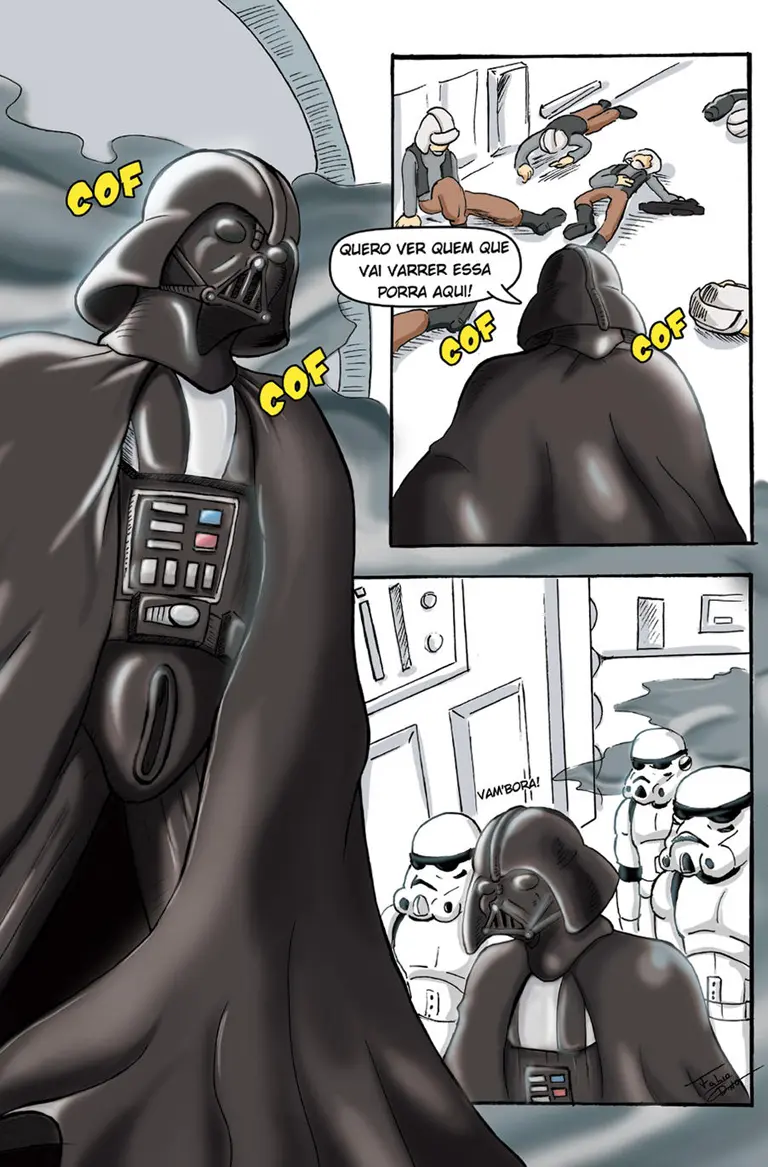 COF
COF
QUERO VER QUEM QUE
VAI VARRER ESSA
PORRA AQUI!
COF
COF
VAM'BORA!